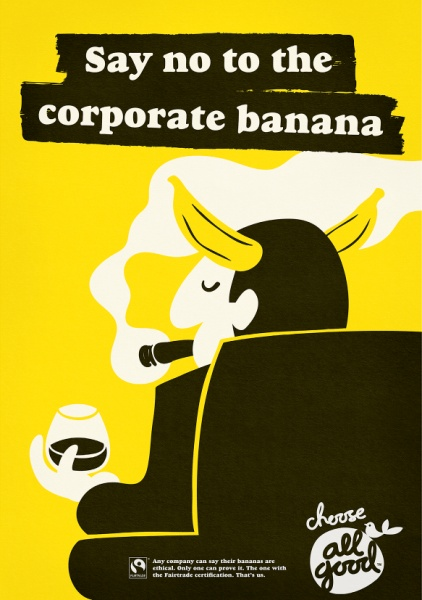 Say no to the
corporate banana
choose
all
good
FAIRTRADE
Any company can say their bananas are
ethical. Only one can prove it. The one with
the Fairtrade certification. That's us.